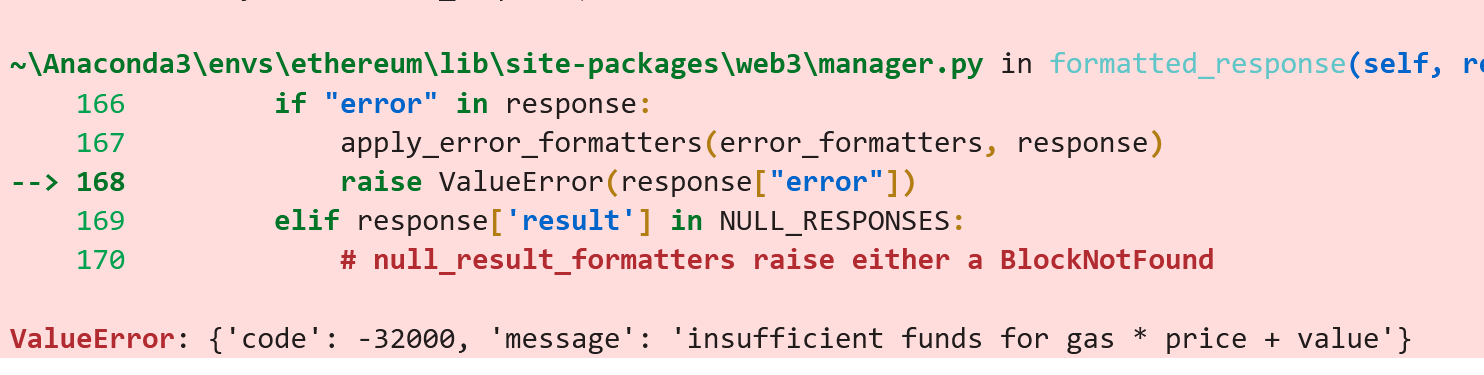 ~\Anaconda3\envs\ethereum\lib\site-packages\web3\manager.py in formatted_response(self,
166 if "error" in response:
167 apply_error_formatters(error_formatters, response)
--> 168 raise ValueError(response["error"])
169 elif response['result'] in NULL_RESPONSES:
170 # null_result_formatters raise either a BlockNotFound
ValueError: {'code': -32000, 'message': 'insufficient funds for gas * price + value'}